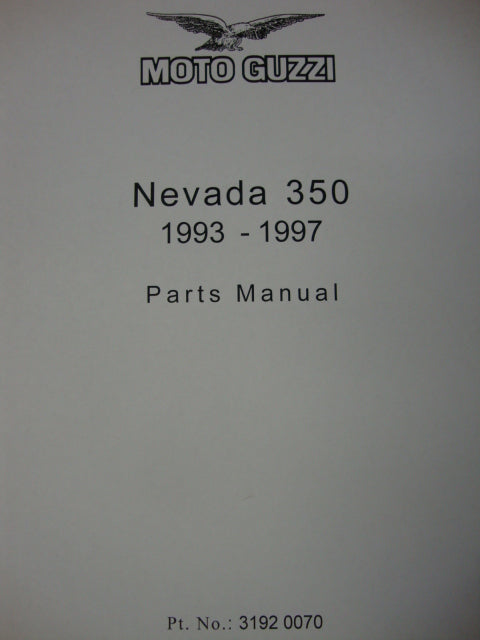 MOTO GUZZI
Nevada 350
1993 - 1997
Parts Manual
Pt. No.: 3192 0070